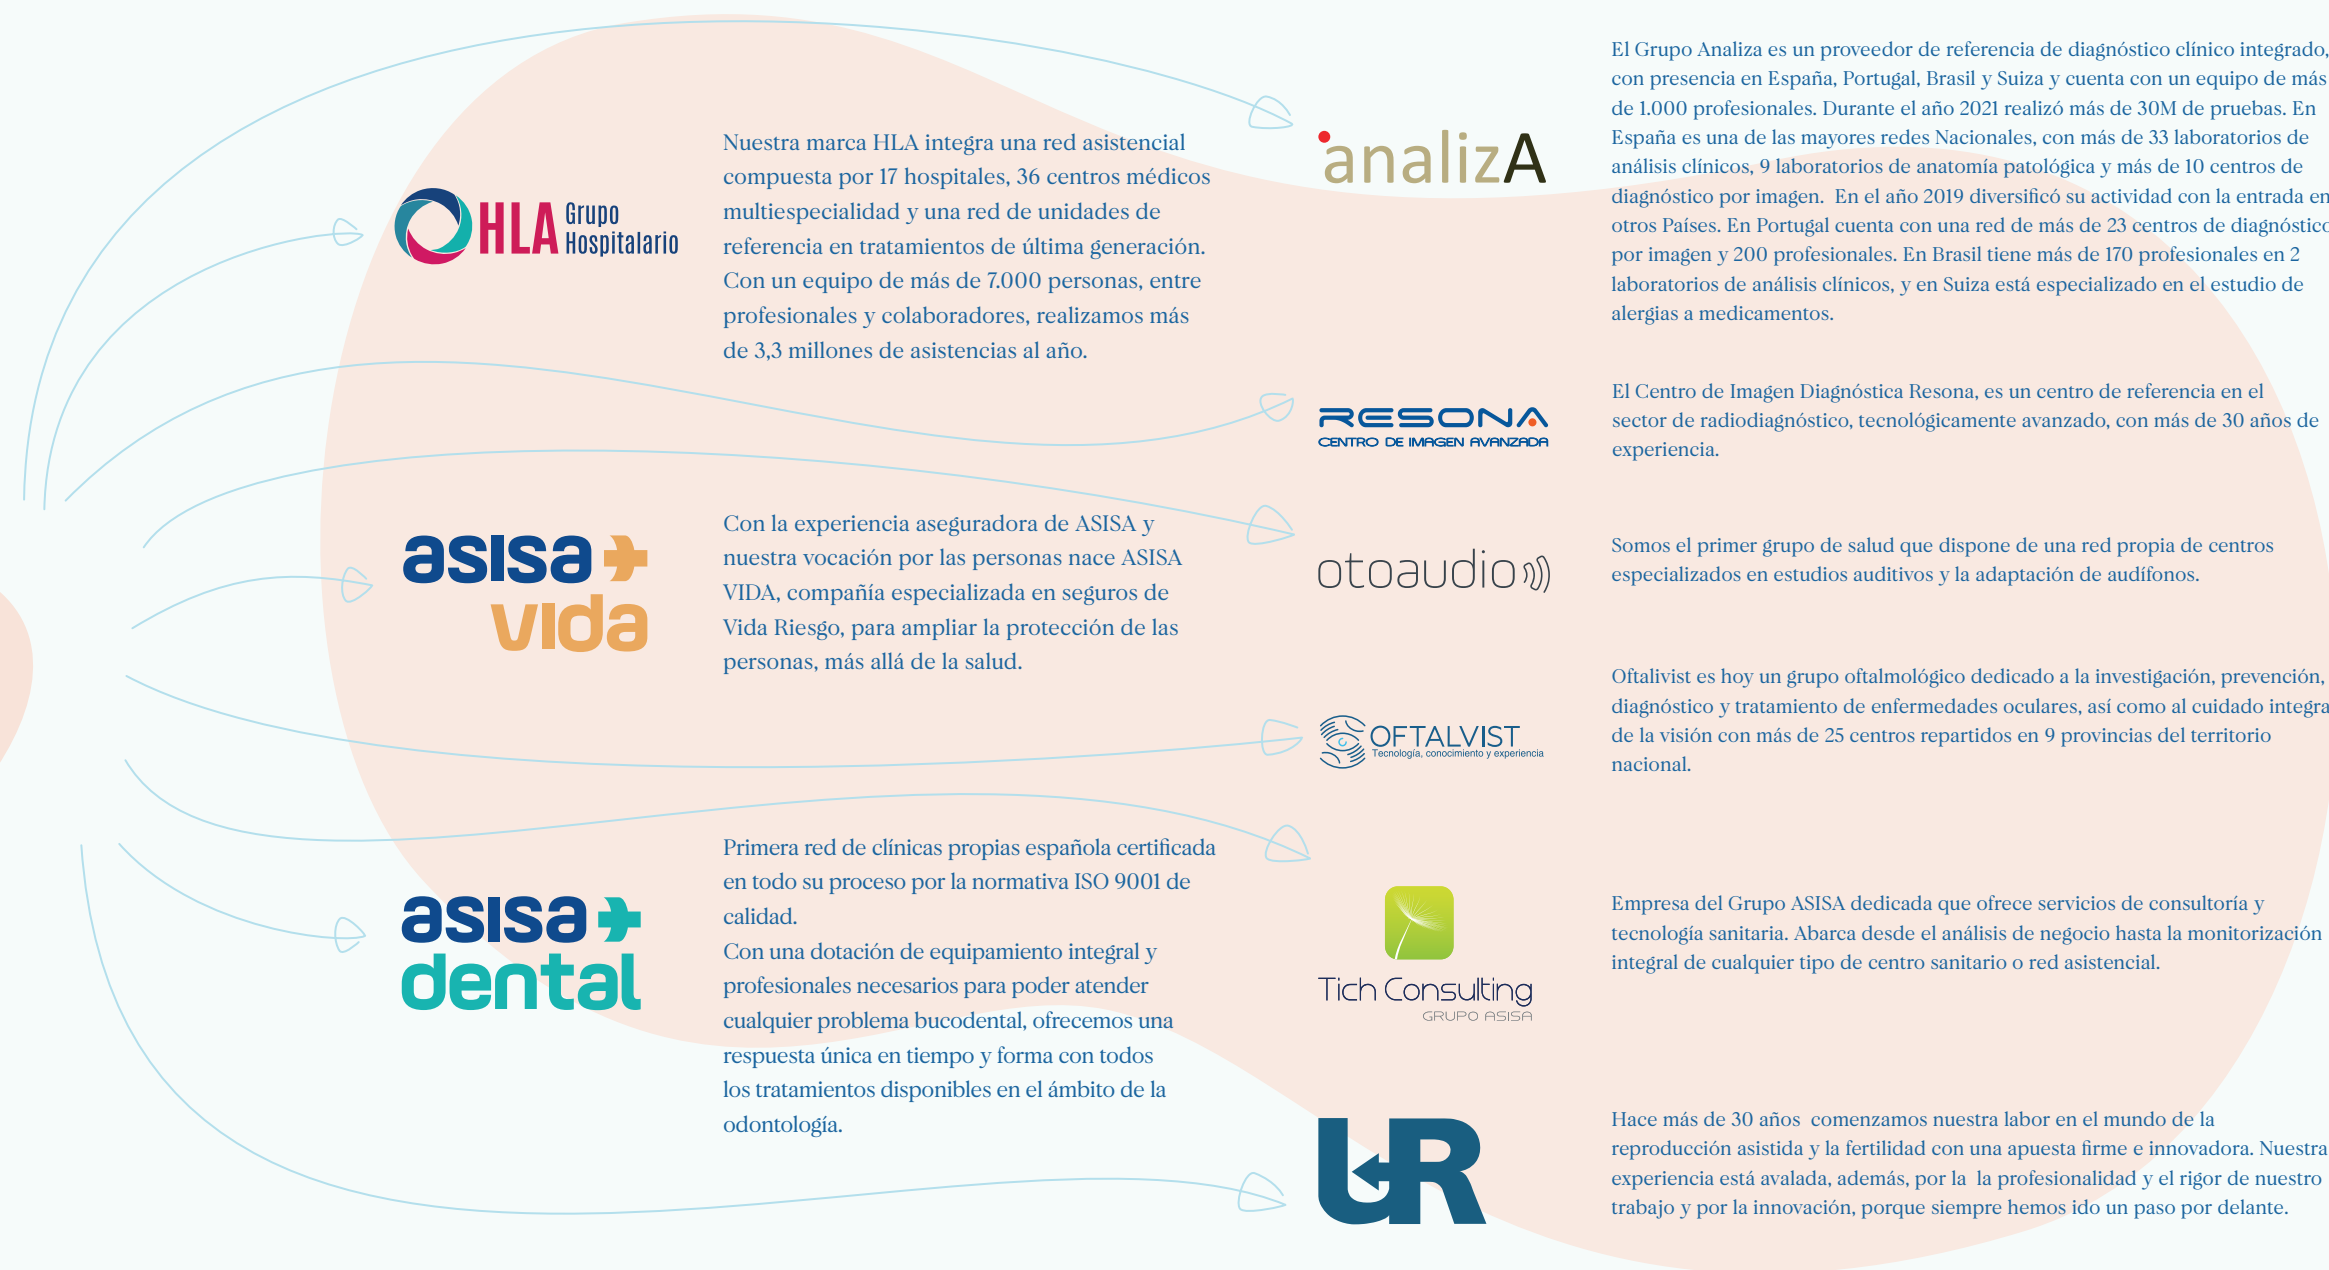 HLA Grupo
Hospitalario
Nuestra marca HLA integra una red asistencial
compuesta por 17 hospitales, 36 centros médicos
multiespecialidad y una red de unidades de
referencia en tratamientos de última generación.
Con un equipo de más de 7.000 personas, entre
profesionales y colaboradores, realizamos más
de 3,3 millones de asistencias al año.
asisa
vida
Con la experiencia aseguradora de ASISA y
nuestra vocación por las personas nace ASISA
VIDA, compañía especializada en seguros de
Vida Riesgo, para ampliar la protección de las
personas, más allá de la salud.
asisa
dental
Primera red de clínicas propias española certificada
en todo su proceso por la normativa ISO 9001 de
calidad.
Con una dotación de equipamiento integral y
profesionales necesarios para poder atender
cualquier problema bucodental, ofrecemos una
respuesta única en tiempo y forma con todos
los tratamientos disponibles en el ámbito de la
odontología.
analizA
El Grupo Analiza es un proveedor de referencia de diagnóstico clínico integrado,
con presencia en España, Portugal, Brasil y Suiza y cuenta con un equipo de más
de 1.000 profesionales. Durante el año 2021 realizó más de 30M de pruebas. En
España es una de las mayores redes Nacionales, con más de 33 laboratorios de
análisis clínicos, 9 laboratorios de anatomía patológica y más de 10 centros de
diagnóstico por imagen. En el año 2019 diversificó su actividad con la entrada en
otros Países. En Portugal cuenta con una red de más de 23 centros de diagnóstico
por imagen y 200 profesionales. En Brasil tiene más de 170 profesionales en 2
laboratorios de análisis clínicos, y en Suiza está especializado en el estudio de
alergias a medicamentos.
RESONA
CENTRO DE IMAGEN AVANZADA
El Centro de Imagen Diagnóstica Resona, es un centro de referencia en el
sector de radiodiagnóstico, tecnológicamente avanzado, con más de 30 años de
experiencia.
otoaudio
Somos el primer grupo de salud que dispone de una red propia de centros
especializados en estudios auditivos y la adaptación de audífonos.
OFTALVIST
Tecnología, conocimiento y experiencia
Oftalivist es hoy un grupo oftalmológico dedicado a la investigación, prevención,
diagnóstico y tratamiento de enfermedades oculares, así como al cuidado integra
de la visión con más de 25 centros repartidos en 9 provincias del territorio
nacional.
Tich Consulting
GRUPO ASISA
Empresa del Grupo ASISA dedicada que ofrece servicios de consultoría y
tecnología sanitaria. Abarca desde el análisis de negocio hasta la monitorización
integral de cualquier tipo de centro sanitario o red asistencial.
UR
Hace más de 30 años comenzamos nuestra labor en el mundo de la
reproducción asistida y la fertilidad con una apuesta firme e innovadora. Nuestra
experiencia está avalada, además, por la la profesionalidad y el rigor de nuestro
trabajo y por la innovación, porque siempre hemos ido un paso por delante.